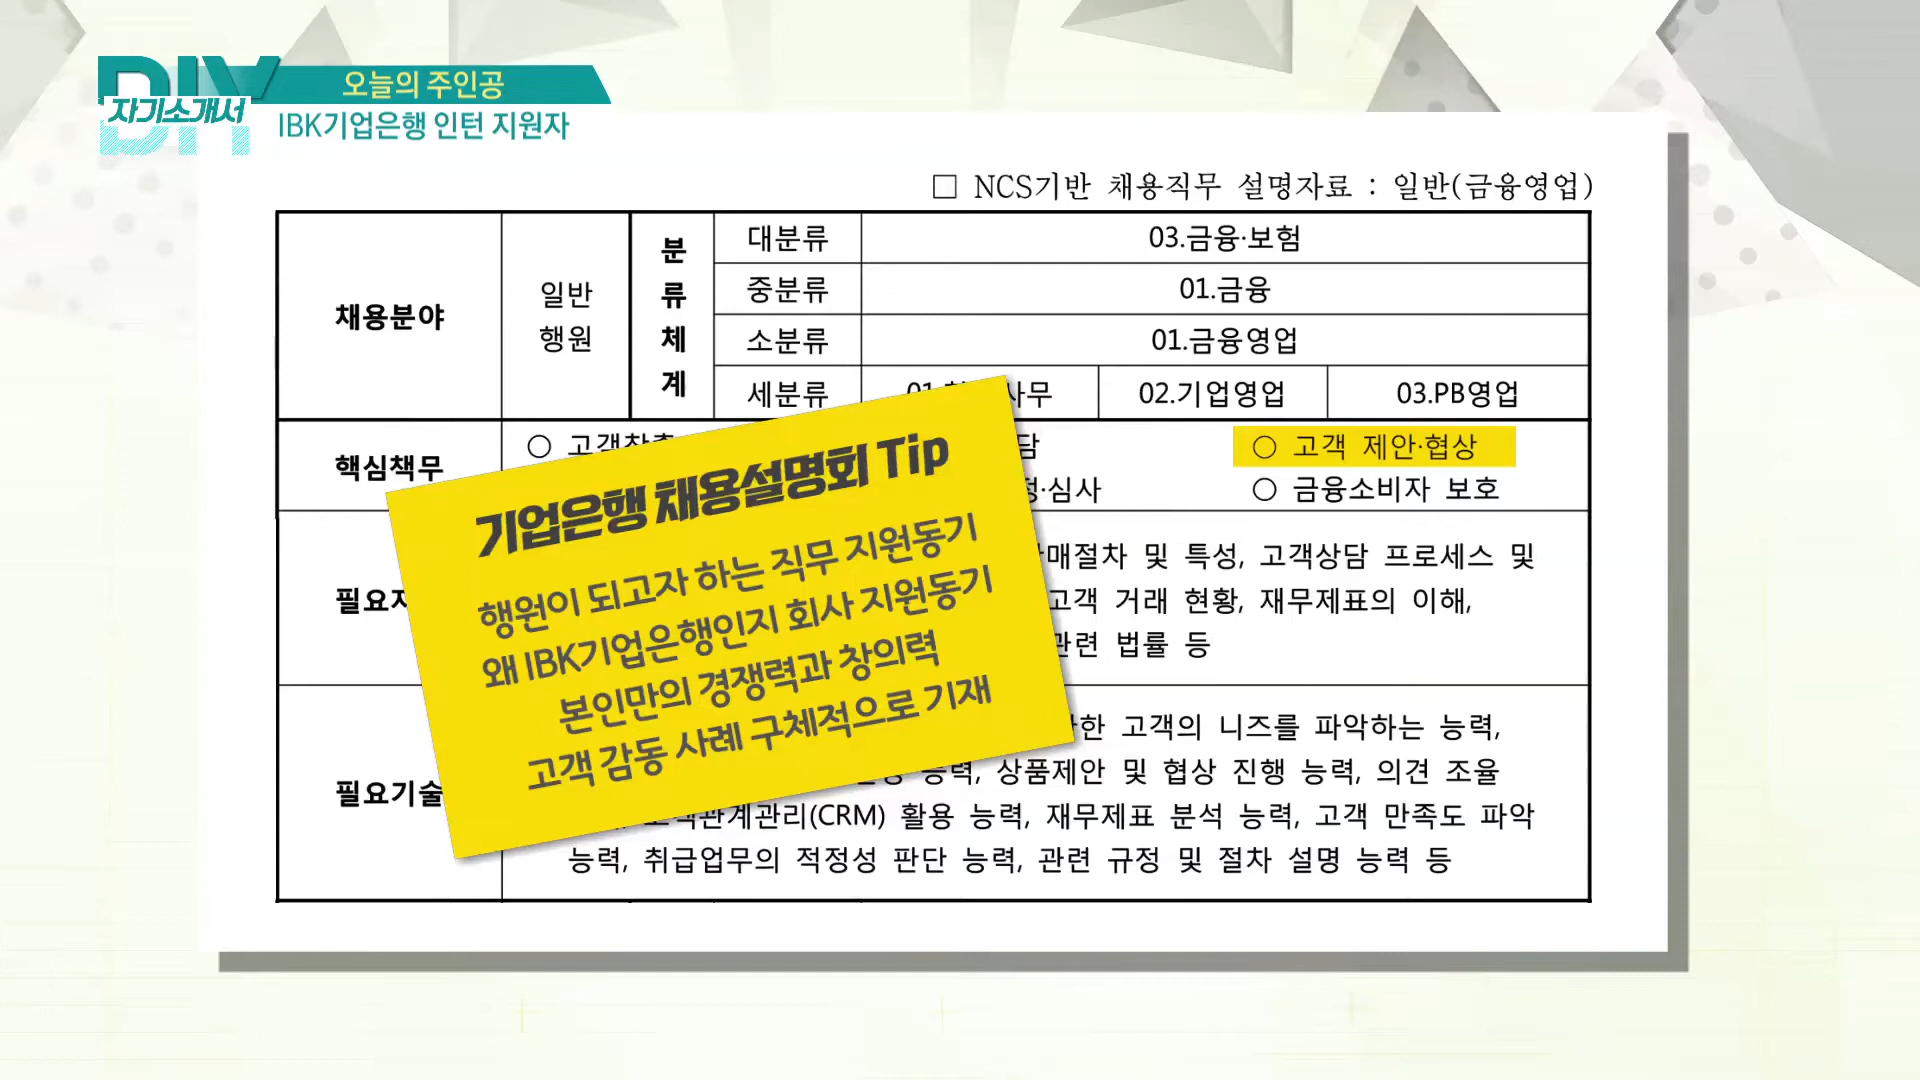 DIY
자기소개서
오늘의 주인공
IBK기업은행 인턴 지원자
□ NCS기반 채용직무 설명자료 : 일반(금융영업)
채용분야
일반
행원
분
류
체
계
대분류
03.금융·보험
중분류
01.금융
소분류
01.금융영업
세분류
사무
02.기업영업
03.PB영업
핵심책무
○
○ 고객 제안·협상
심사
○ 금융소비자 보호
기업은행 채용설명회 Tip
행원이 되고자 하는 직무 지원동기
왜 IBK기업은행인지 회사 지원동기
본인만의 경쟁력과 창의력
고객 감동 사례 구체적으로 기재
및 특성, 고객상담 프로세스 및
고객 거래 현황, 재무제표의 이해,
관련 법률 등
고객의 니즈를 파악하는 능력,
필요기술
능력, 상품제안 및 협상 진행 능력, 의견 조율
활용 능력, 재무제표 분석 능력, 고객 만족도 파악
능력, 취급업무의 적정성 판단 능력, 관련 규정 및 절차 설명 능력 등